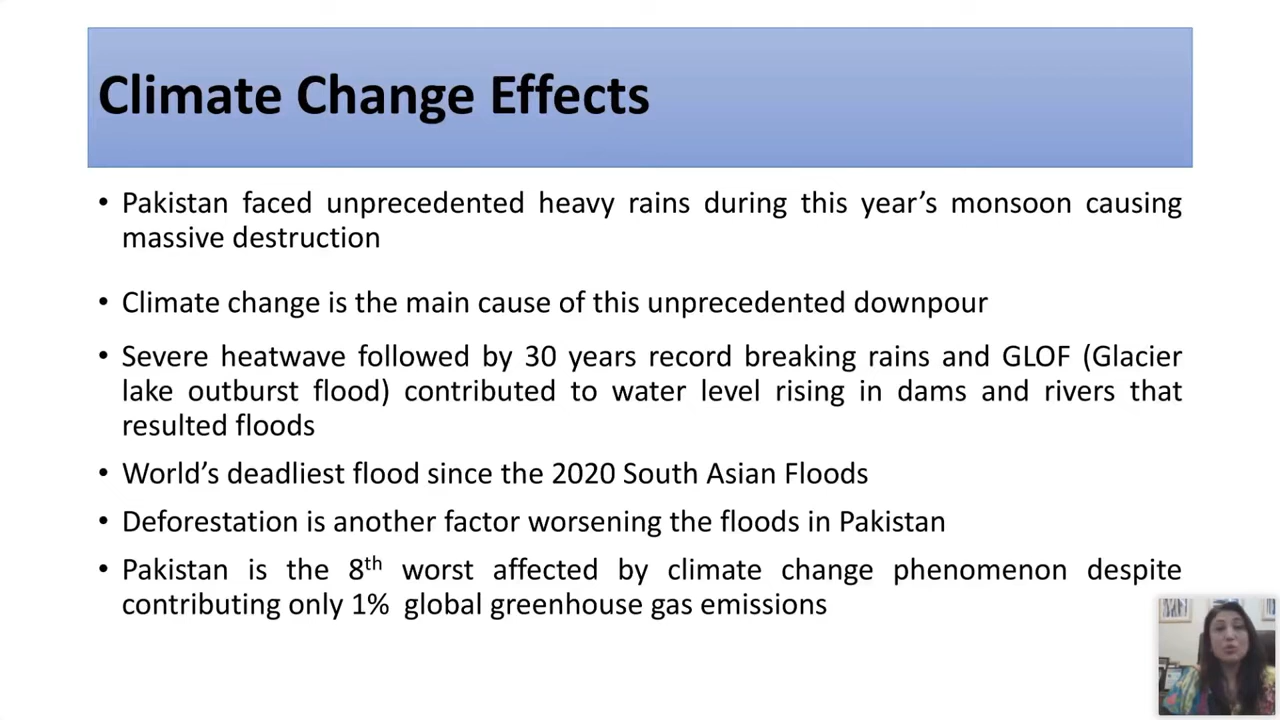 Climate Change Effects
• Pakistan faced unprecedented heavy rains during this year’s monsoon causing
massive destruction
• Climate change is the main cause of this unprecedented downpour
• Severe heatwave followed by 30 years record breaking rains and GLOF (Glacier
lake outburst flood) contributed to water level rising in dams and rivers that
resulted floods
• World’s deadliest flood since the 2020 South Asian Floods
• Deforestation is another factor worsening the floods in Pakistan
• Pakistan is the 8th worst affected by climate change phenomenon despite
contributing only 1% global greenhouse gas emissions